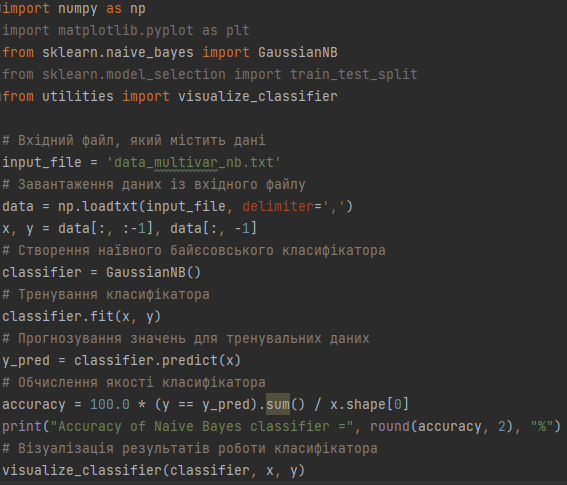 import numpy as np
import matplotlib.pyplot as plt
from sklearn.naive_bayes import GaussianNB
from sklearn.model_selection import train_test_split
from utilities import visualize_classifier
# Вхідний файл, який містить дані
input_file = 'data_multivar_nb.txt'
# Завантаження даних із вхідного файлу
data = np.loadtxt(input_file, delimiter=',')
x, y = data[:, :-1], data[:, -1]
# Створення наївного байєсовського класифікатора
classifier = GaussianNB()
# Тренування класифікатора
classifier.fit(x, y)
# Прогнозування значень для тренувальних даних
y_pred = classifier.predict(x)
# Обчислення якості класифікатора
accuracy = 100.0 * (y == y_pred).sum() / x.shape[0]
print("Accuracy of Naive Bayes classifier =", round(accuracy, 2), "%")
# Візуалізація результатів роботи класифікатора
visualize_classifier(classifier, x, y)